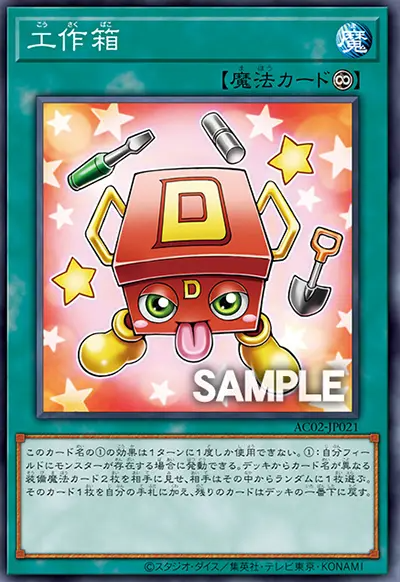 工作箱
魔
【魔法カード】
D
D
SAMPLE
AC02-JP021
このカード名の①の効果は1ターンに1度しか使用できない。①：自分フィ
ールドにモンスターが存在する場合に発動できる。デッキからカード名が異なる
装備魔法カード2枚を相手に見せ、相手はその中からランダムに1枚選ぶ。
そのカード1枚を自分の手札に加え、残りのカードはデッキの一番下に戻す。
©スタジオ・ダイス／集英社・テレビ東京・KONAMI